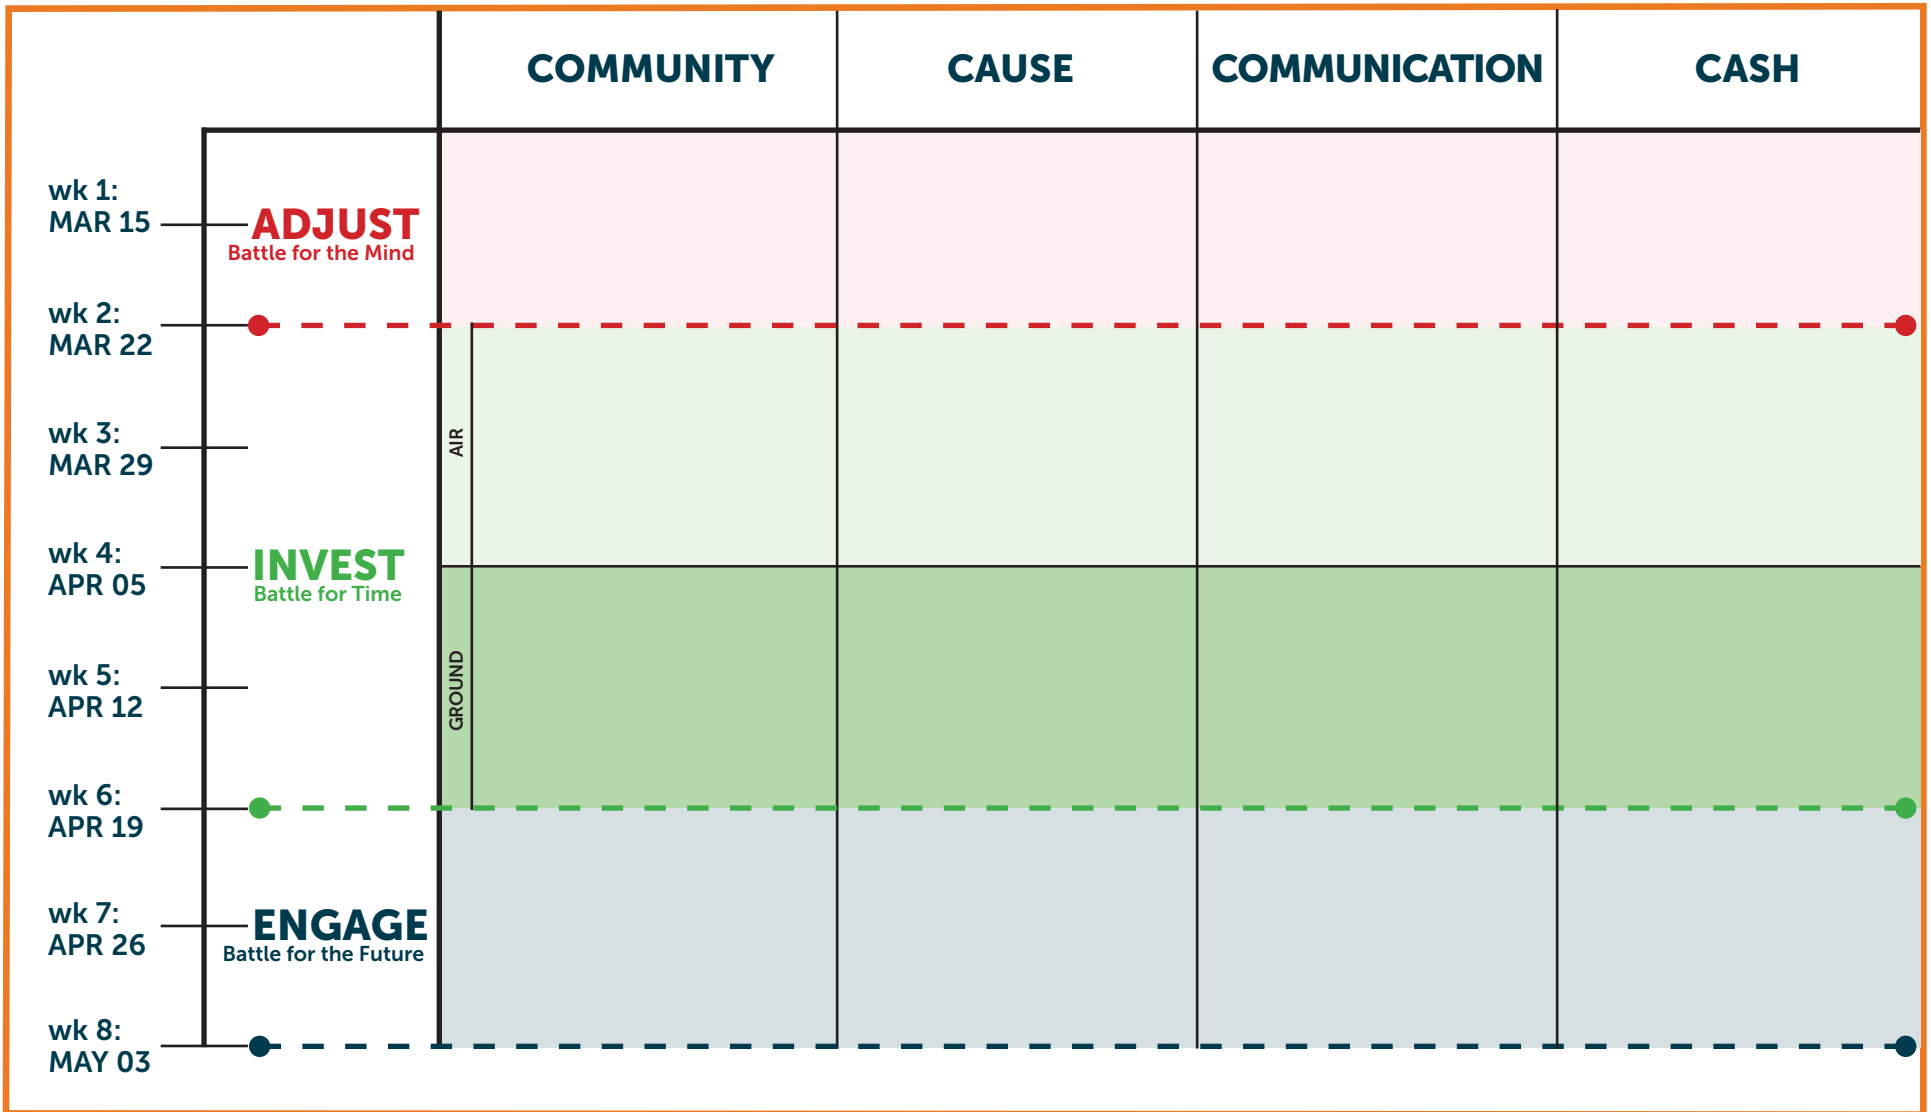 COMMUNITY
CAUSE
COMMUNICATION
CASH
wk 1:
MAR 15
ADJUST
Battle for the Mind
wk 2:
MAR 22
AIR
wk 3:
MAR 29
wk 4:
APR 05
INVEST
Battle for Time
GROUND
wk 5:
APR 12
wk 6:
APR 19
wk 7:
APR 26
ENGAGE
Battle for the Future
wk 8:
MAY 03